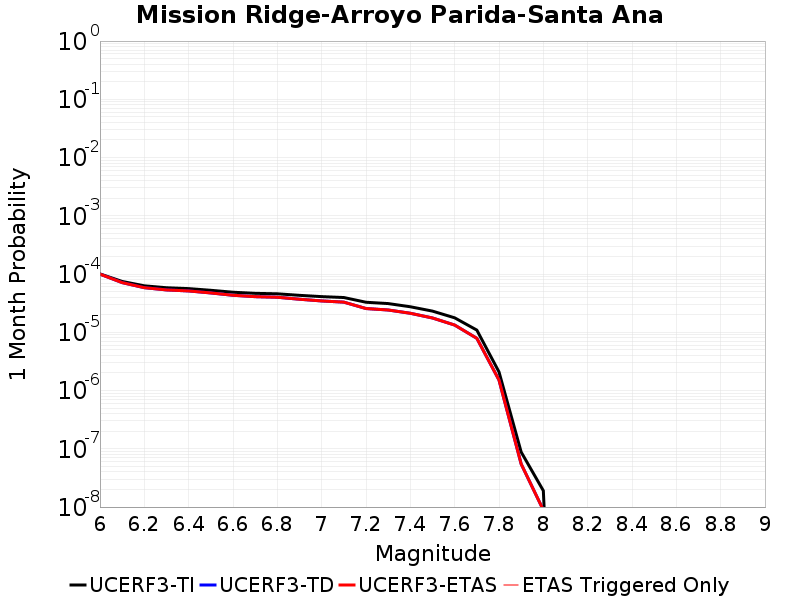 Mission Ridge-Arroyo Parida-Santa Ana
1 Month Probability
10^0
10^-1
10^-2
10^-3
10^-4
10^-5
10^-6
10^-7
10^-8
6 6.2 6.4 6.6 6.8 7 7.2 7.4 7.6 7.8 8 8.2 8.4 8.6 8.8 9
Magnitude
UCERF3-TI UCERF3-TD UCERF3-ETAS ETAS Triggered Only